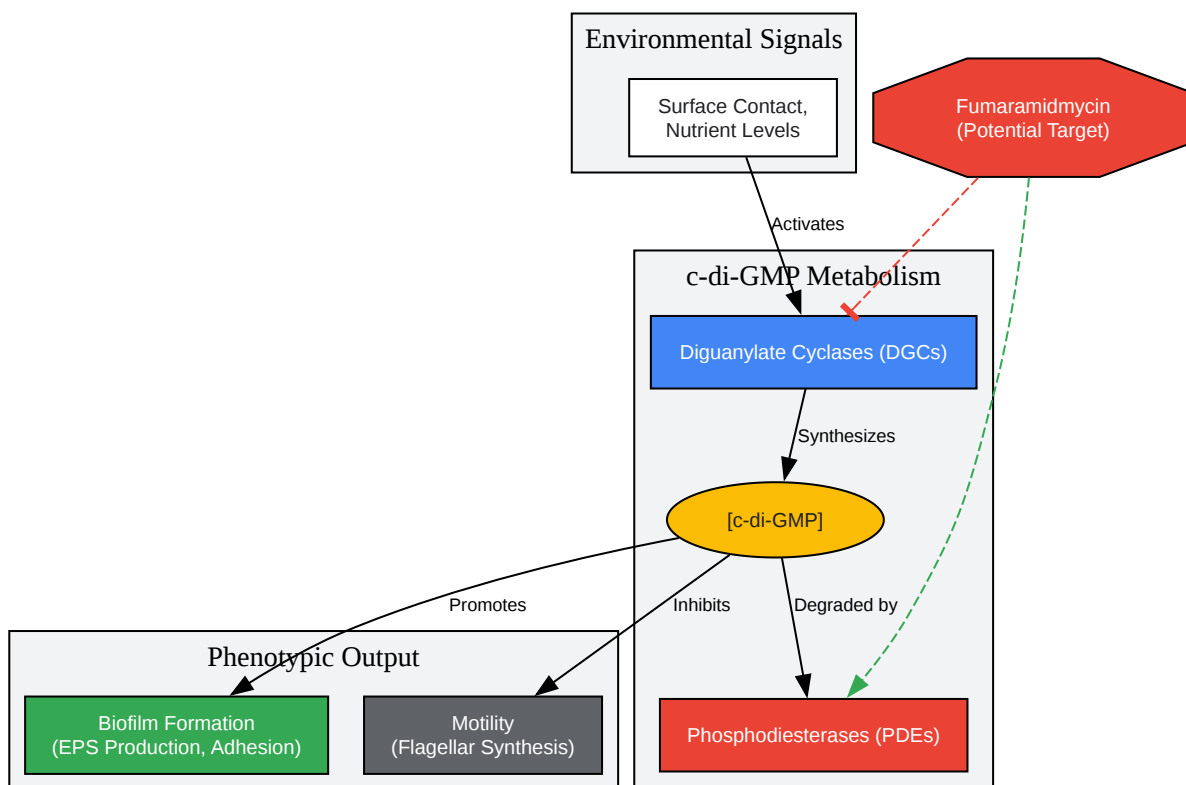 Environmental Signals
Surface Contact,
Nutrient Levels
Fumaramidmycin
(Potential Target)
Activates
c-di-GMP Metabolism
Diguanylate Cyclases (DGCs)
Synthesizes
[c-di-GMP]
Promotes
Inhibits
Degraded by
Phenotypic Output
Biofilm Formation
(EPS Production, Adhesion)
Motility
(Flagellar Synthesis)
Phosphodiesterases (PDEs)